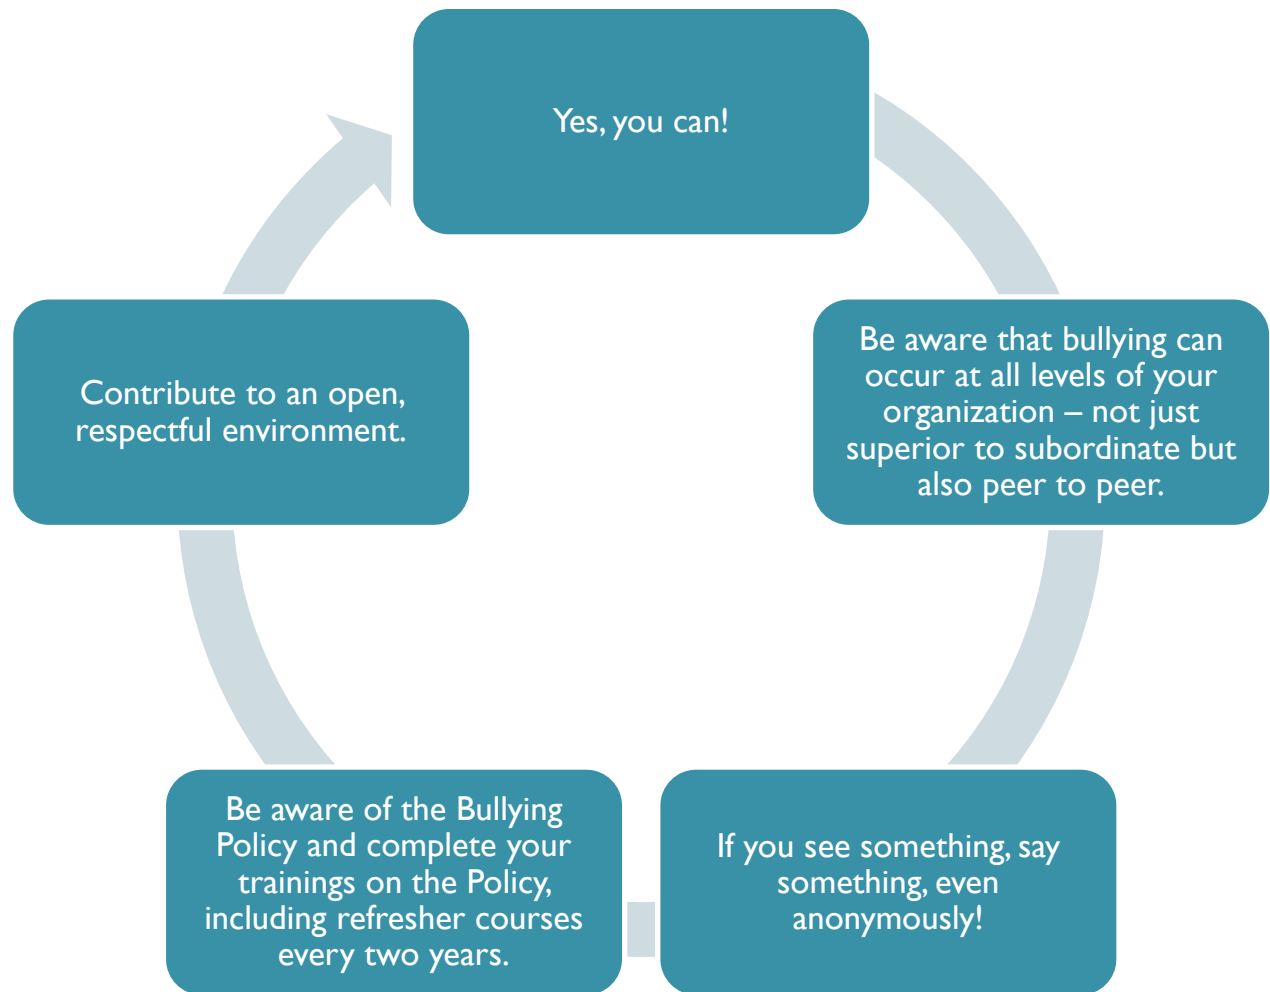 Yes, you can!
Be aware that bullying can
occur at all levels of your
organization – not just
superior to subordinate but
also peer to peer.
If you see something, say
something, even
anonymously!
Be aware of the Bullying
Policy and complete your
trainings on the Policy,
including refresher courses
every two years.
Contribute to an open,
respectful environment.